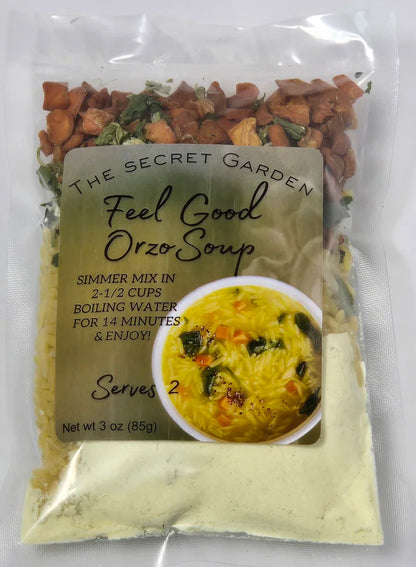 THE SECRET GARDEN
Feel Good
Orzo Soup
SIMMER MIX IN
2-1/2 CUPS
BOILING WATER
FOR 14 MINUTES
& ENJOY!
Serves 2
Net wt 3 oz (85g)